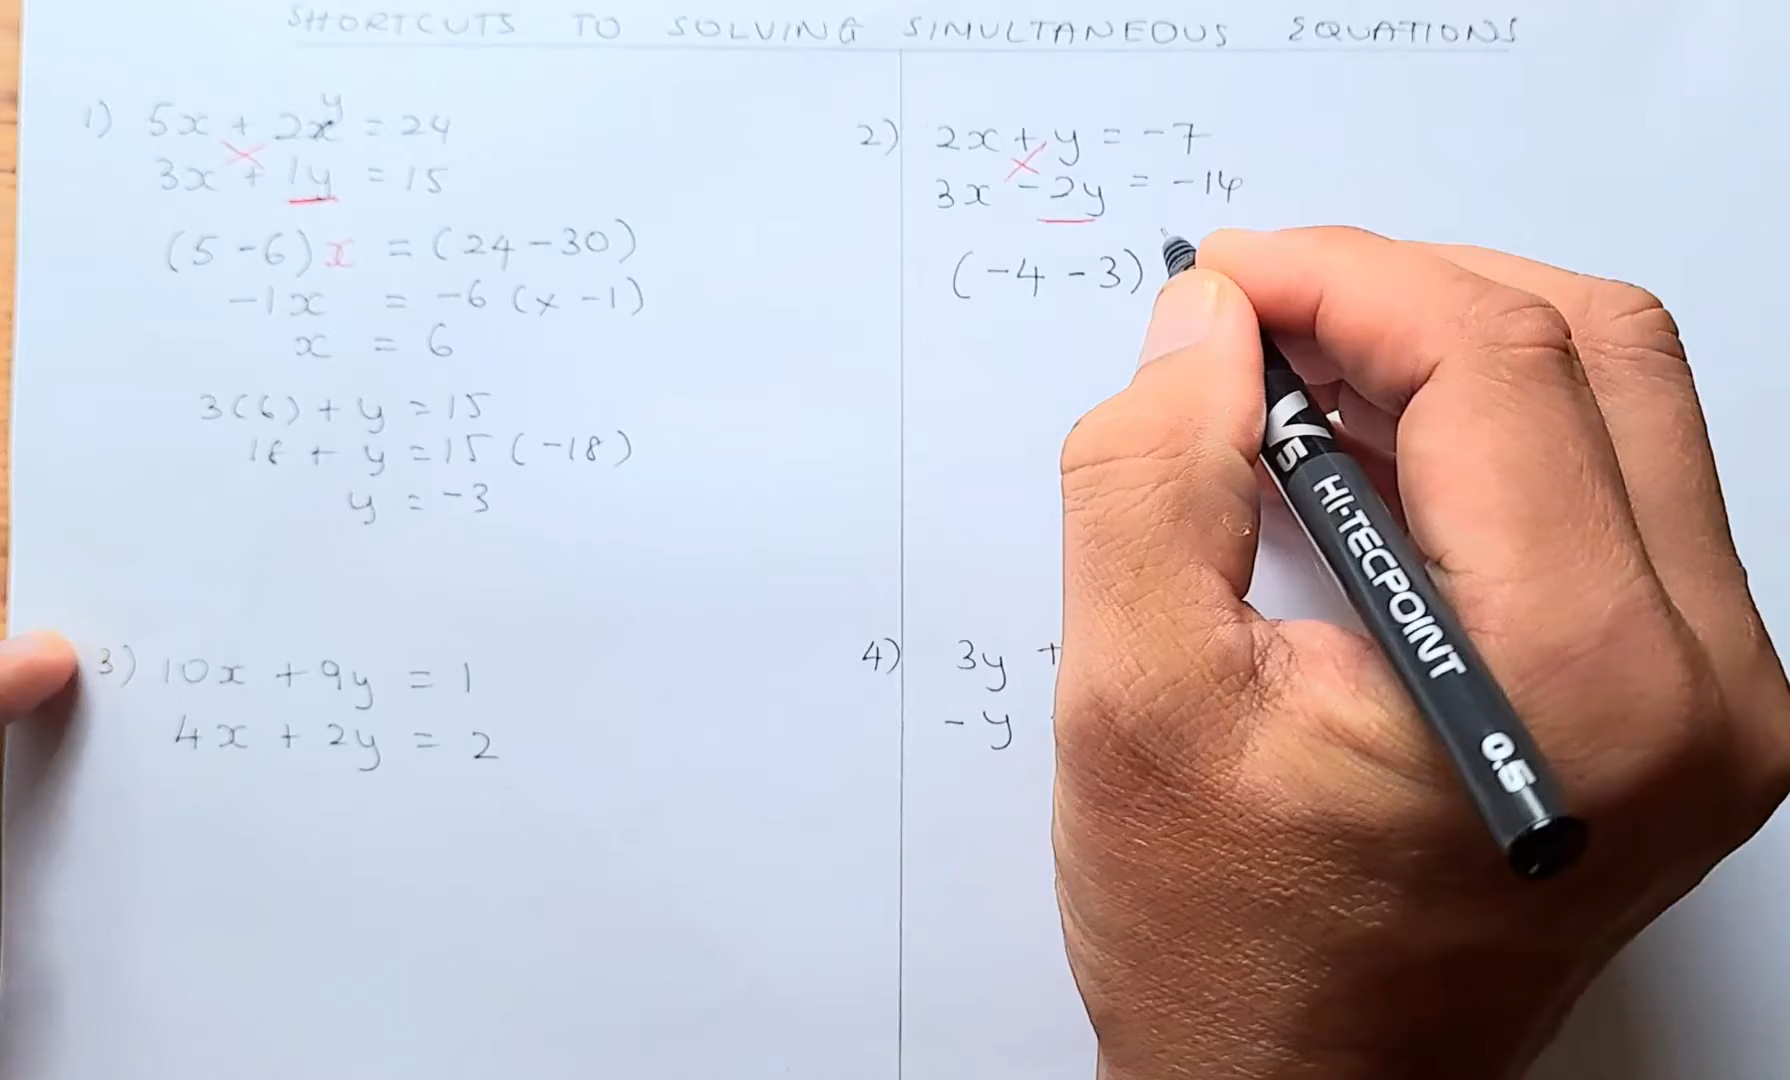 SHORTCUTS TO SOLVING SIMULTANEOUS EQUATIONS
1) 5x + 2y = 24
3x + 1y = 15
(5 - 6)x = (24 - 30)
-1x = -6 (x -1)
x = 6
3(6) + y = 15
18 + y = 15 (-18)
y = -3
2) 2x + y = -7
3x - 2y = -14
(-4 - 3)
3) 10x + 9y = 1
4x + 2y = 2
4) 3y +
- y
V5 HI-TECPOINT 0.5